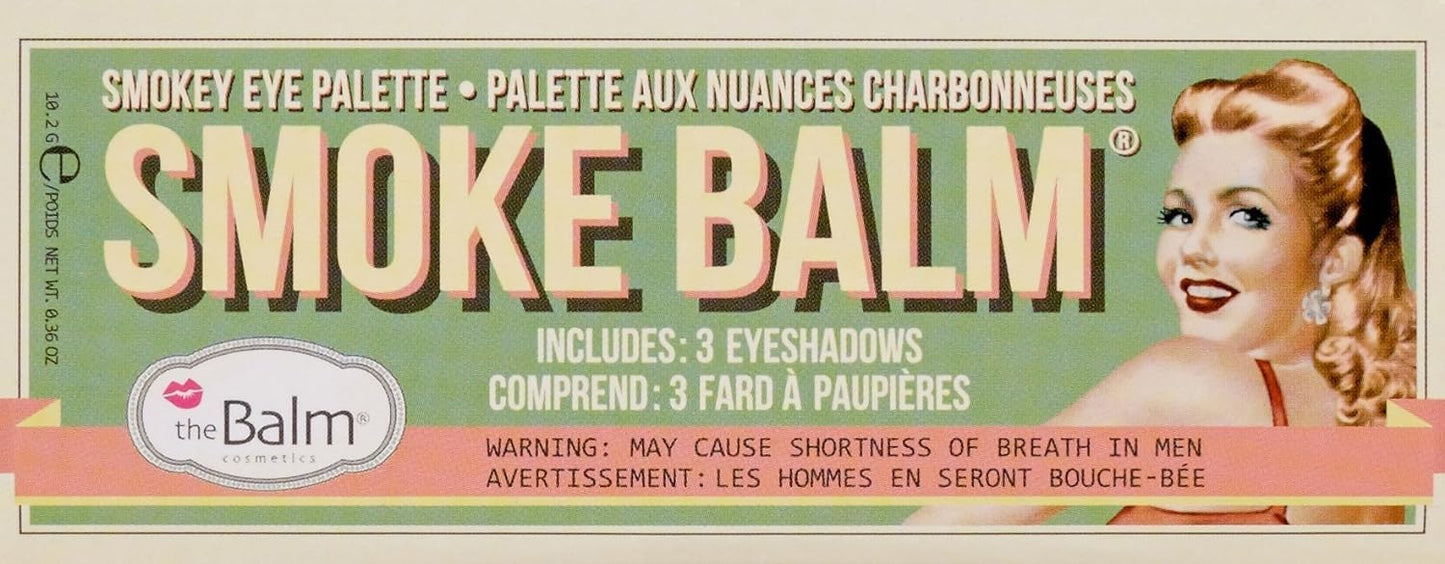 SMOKEY EYE PALETTE • PALETTE AUX NUANCES CHARBONNEUSES
SMOKE BALM®
10.2 G e/POIDS NET WT. 0.36 OZ
INCLUDES: 3 EYESHADOWS
COMPREND: 3 FARD À PAUPIÈRES
the Balm®
cosmetics
WARNING: MAY CAUSE SHORTNESS OF BREATH IN MEN
AVERTISSEMENT: LES HOMMES EN SERONT BOUCHE-BÉE